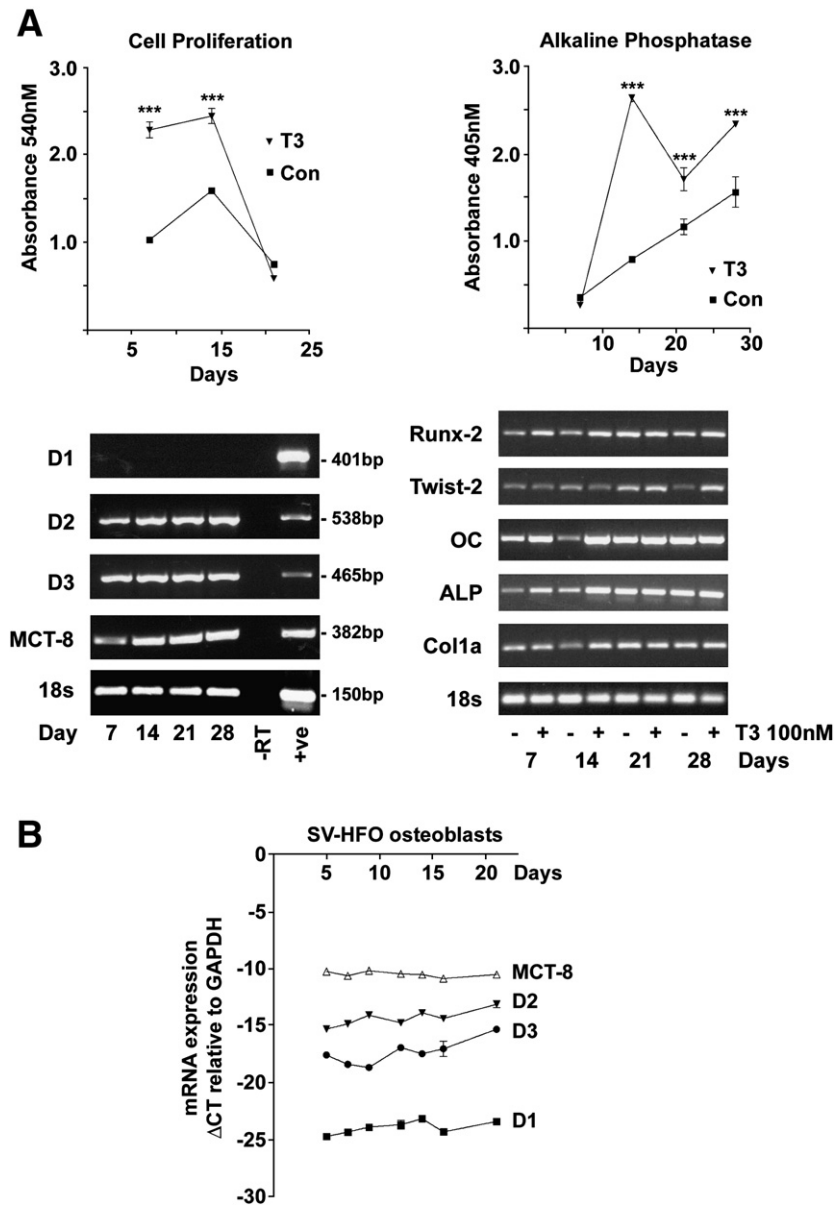 A
Cell Proliferation
3.0
2.0
1.0
Absorbance 540nM
***
***
T3
Con
5
15
25
Days
Alkaline Phosphatase
3.0
2.0
1.0
Absorbance 405nM
***
***
***
T3
Con
10
20
30
Days
D1
- 401bp
D2
- 538bp
D3
- 465bp
MCT-8
- 382bp
18s
- 150bp
Day 7 14 21 28 -RT +ve
Runx-2
Twist-2
OC
ALP
Col1a
18s
- + - + - + - + T3 100nM
7 14 21 28 Days
B
SV-HFO osteoblasts
0
5 10 15 20 Days
-5
-10
-15
-20
-25
-30
mRNA expression
ΔCT relative to GAPDH
MCT-8
D2
D3
D1